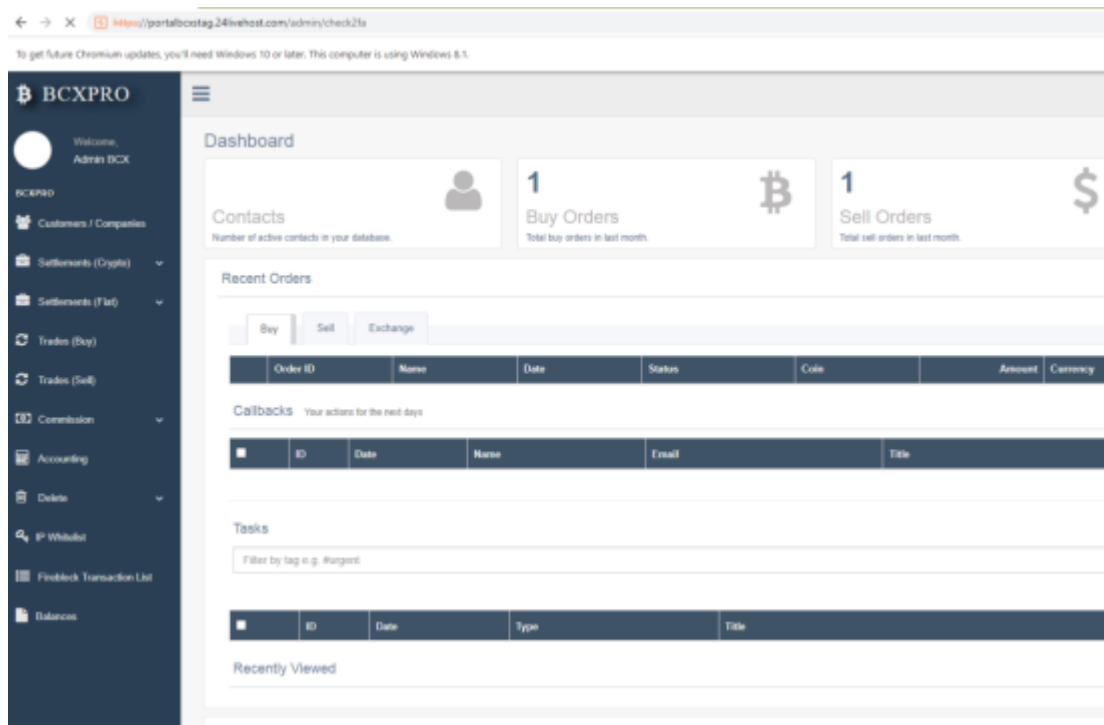 https://portalbcxstag.24livehost.com/admin/check2fa
To get future Chromium updates, you'll need Windows 10 or later. This computer is using Windows 8.1.
BCXPRO
Welcome,
Admin BCX
BCXPRO
Customers / Companies
Settlements (Crypto)
Settlements (Fiat)
Trades (Buy)
Trades (Sell)
Commission
Accounting
Delete
IP Whitelist
Fireblock Transaction List
Balances
Dashboard
Contacts
Number of active contacts in your database.
1
Buy Orders
Total buy orders in last month.
1
Sell Orders
Total sell orders in last month.
Recent Orders
Buy Sell Exchange
Order ID Name Date Status Coin Amount Currency
Callbacks Your actions for the next days
ID Date Name Email Title
Tasks
Filter by tag e.g. #urgent
ID Date Type Title
Recently Viewed